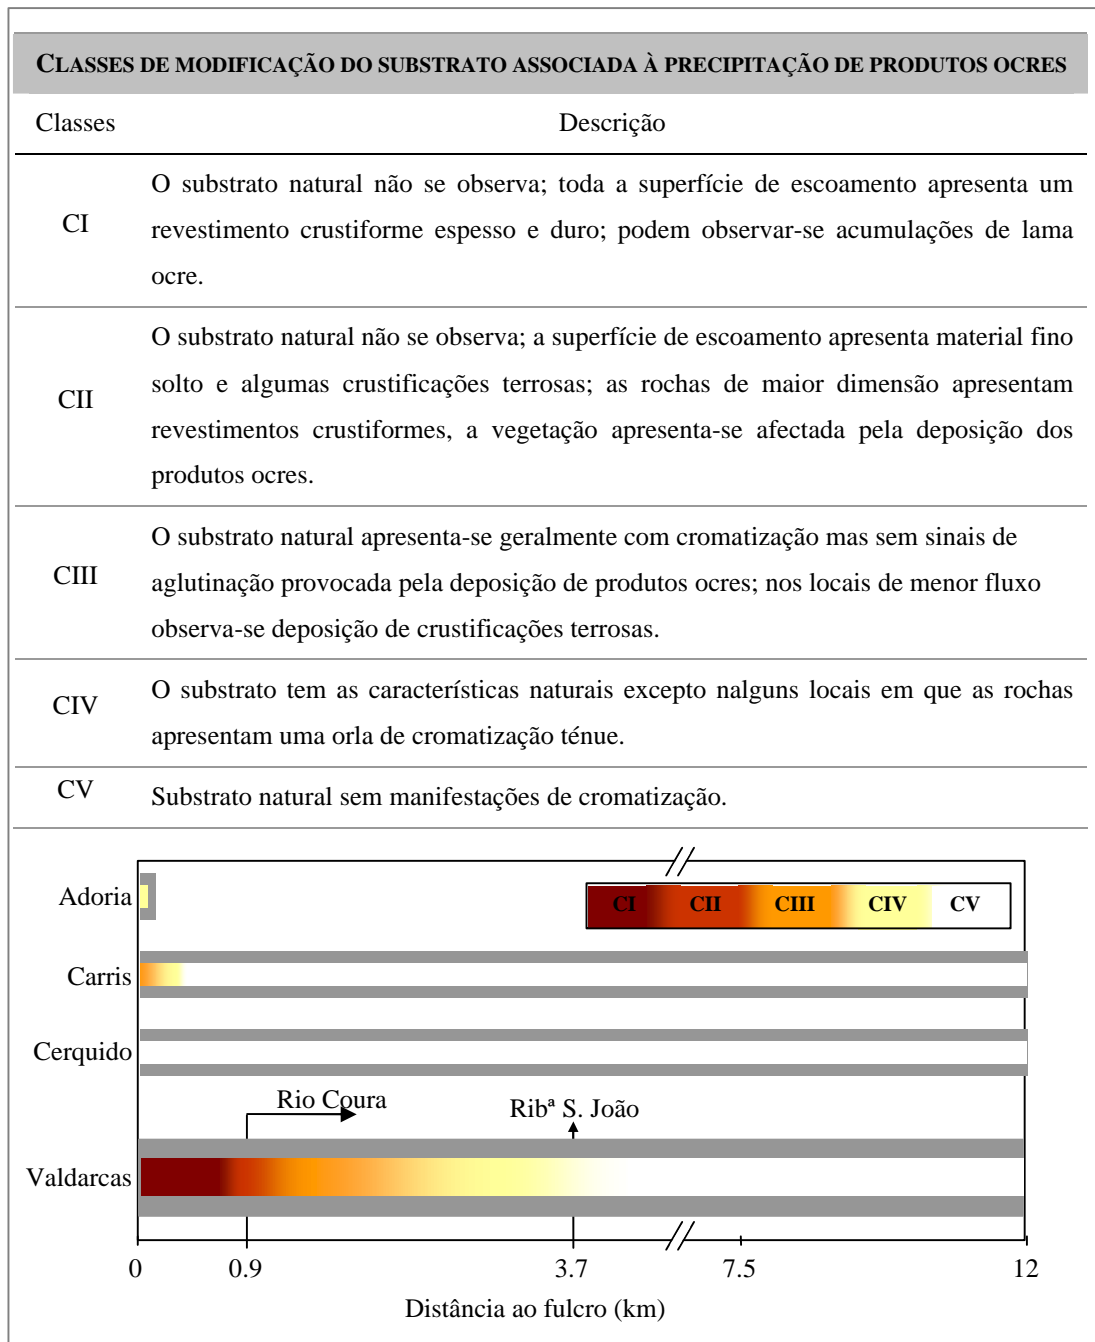 CLASSES DE MODIFICAÇÃO DO SUBSTRATO ASSOCIADA À PRECIPITAÇÃO DE PRODUTOS OCRES
Classes Descrição
CI
O substrato natural não se observa; toda a superfície de escoamento apresenta um
revestimento crustiforme espesso e duro; podem observar-se acumulações de lama
ocre.
CII
O substrato natural não se observa; a superfície de escoamento apresenta material fino
solto e algumas crustificações terrosas; as rochas de maior dimensão apresentam
revestimentos crustiformes, a vegetação apresenta-se afectada pela deposição dos
produtos ocres.
CIII
O substrato natural apresenta-se geralmente com cromatização mas sem sinais de
aglutinação provocada pela deposição de produtos ocres; nos locais de menor fluxo
observa-se deposição de crustificações terrosas.
CIV
O substrato tem as características naturais excepto nalguns locais em que as rochas
apresentam uma orla de cromatização ténue.
CV
Substrato natural sem manifestações de cromatização.
Adoria
CI CII CIII CIV CV
Carris
Cerquido
Rio Coura
Ribª S. João
Valdarcas
0 0.9 3.7 7.5 12
Distância ao fulcro (km)